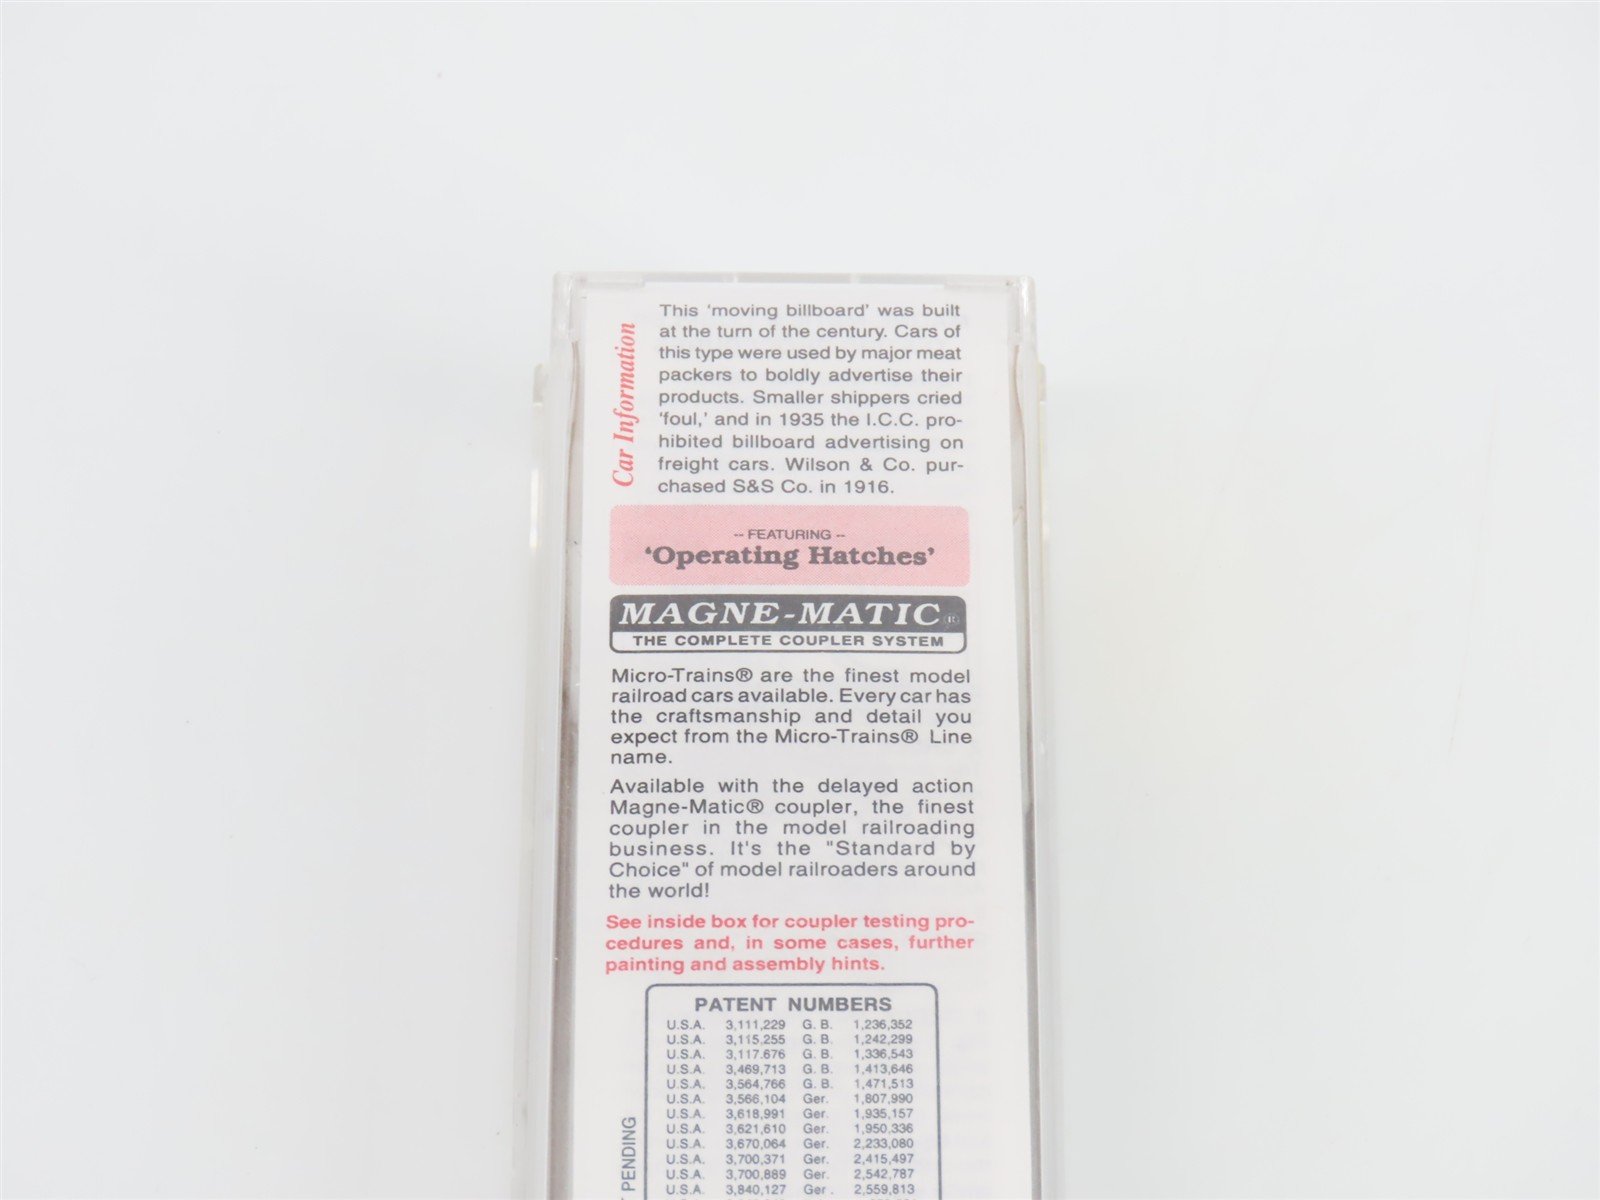 Car Information
This 'moving billboard' was built
at the turn of the century. Cars of
this type were used by major meat
packers to boldly advertise their
products. Smaller shippers cried
'foul,' and in 1935 the I.C.C. pro-
hibited billboard advertising on
freight cars. Wilson & Co. pur-
chased S&S Co. in 1916.
-- FEATURING --
'Operating Hatches'
MAGNE-MATIC®
THE COMPLETE COUPLER SYSTEM
Micro-Trains® are the finest model
railroad cars available. Every car has
the craftsmanship and detail you
expect from the Micro-Trains® Line
name.
Available with the delayed action
Magne-Matic® coupler, the finest
coupler in the model railroading
business. It's the "Standard by
Choice" of model railroaders around
the world!
See inside box for coupler testing pro-
cedures and, in some cases, further
painting and assembly hints.
PATENT NUMBERS
U.S.A. 3,111,229 G. B. 1,236,352
U.S.A. 3,115,255 G. B. 1,242,299
U.S.A. 3,117.676 G. B. 1,336,543
U.S.A. 3,469,713 G. B. 1,413,646
U.S.A. 3,564,766 G. B. 1,471,513
U.S.A. 3,566,104 Ger. 1,807,990
U.S.A. 3,618,991 Ger. 1,935,157
U.S.A. 3,621,610 Ger. 1,950,336
U.S.A. 3,670,064 Ger. 2,233,080
U.S.A. 3,700,371 Ger. 2,415,497
U.S.A. 3,700,889 Ger. 2,542,787
U.S.A. 3,840,127 Ger. 2,559,813
PENDING